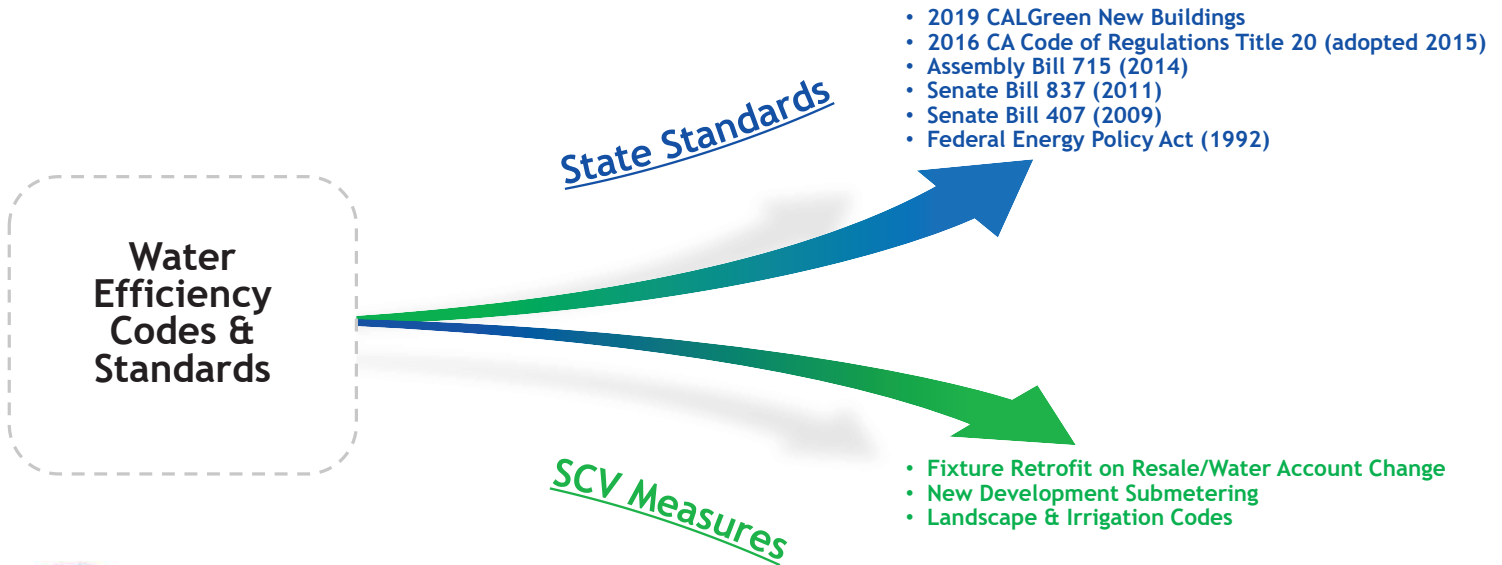 • 2019 CALGreen New Buildings
• 2016 CA Code of Regulations Title 20 (adopted 2015)
• Assembly Bill 715 (2014)
• Senate Bill 837 (2011)
• Senate Bill 407 (2009)
• Federal Energy Policy Act (1992)
State Standards
Water
Efficiency
Codes &
Standards
SCV Measures
• Fixture Retrofit on Resale/Water Account Change
• New Development Submetering
• Landscape & Irrigation Codes